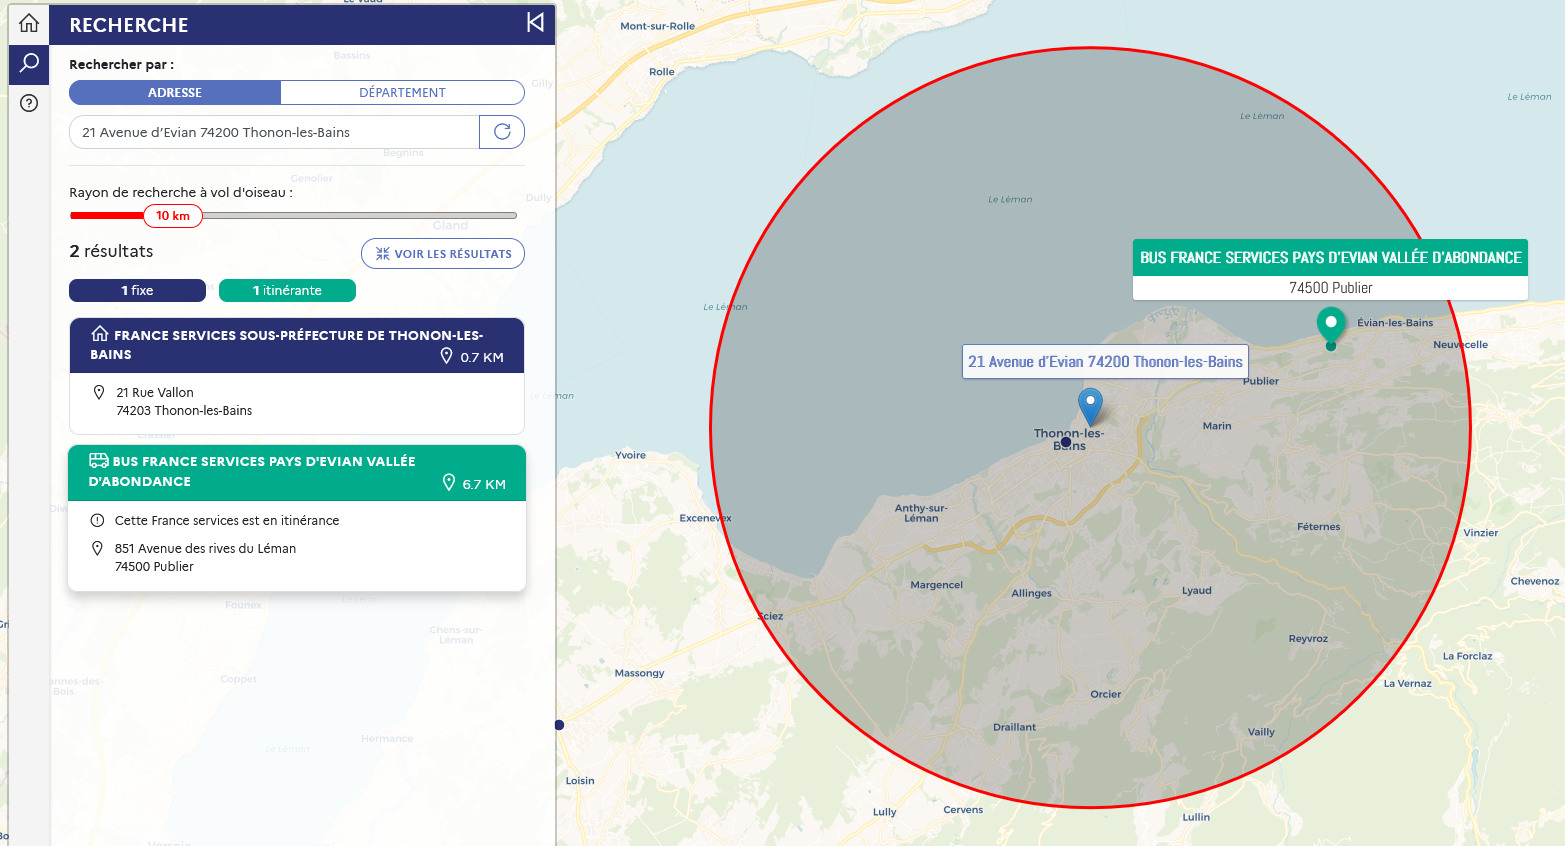 RECHERCHE
Rechercher par :
ADRESSE
DÉPARTEMENT
21 Avenue d’Evian 74200 Thonon-les-Bains
Rayon de recherche à vol d'oiseau :
10 km
2 résultats
VOIR LES RÉSULTATS
1 fixe
1 itinérante
FRANCE SERVICES SOUS-PRÉFECTURE DE THONON-LES-
BAINS
0.7 KM
21 Rue Vallon
74203 Thonon-les-Bains
BUS FRANCE SERVICES PAYS D'EVIAN VALLÉE
D'ABONDANCE
6.7 KM
Cette France services est en itinérance
851 Avenue des rives du Léman
74500 Publier
Bassins
Begnins
Genolier
Gilly
Dully
Gland
Founex
Chens-sur-
Léman
Coppet
Le Léman
Hermance
Mont-sur-Rolle
Rolle
Le Léman
Le Léman
Le Léman
Le Léman
BUS FRANCE SERVICES PAYS D'EVIAN VALLÉE D'ABONDANCE
74500 Publier
Évian-les-Bains
Neuvecelle
21 Avenue d’Evian 74200 Thonon-les-Bains
Publier
Marin
Thonon-les-
Bains
Yvoire
Excenevex
Anthy-sur-
Léman
Féternes
Vinzier
Margencel
Allinges
Lyaud
Chevenoz
Sciez
Reyvroz
La Forclaz
Massongy
La Vernaz
Orcier
Draillant
Vailly
Loisin
Lully
Cervens
Lullin